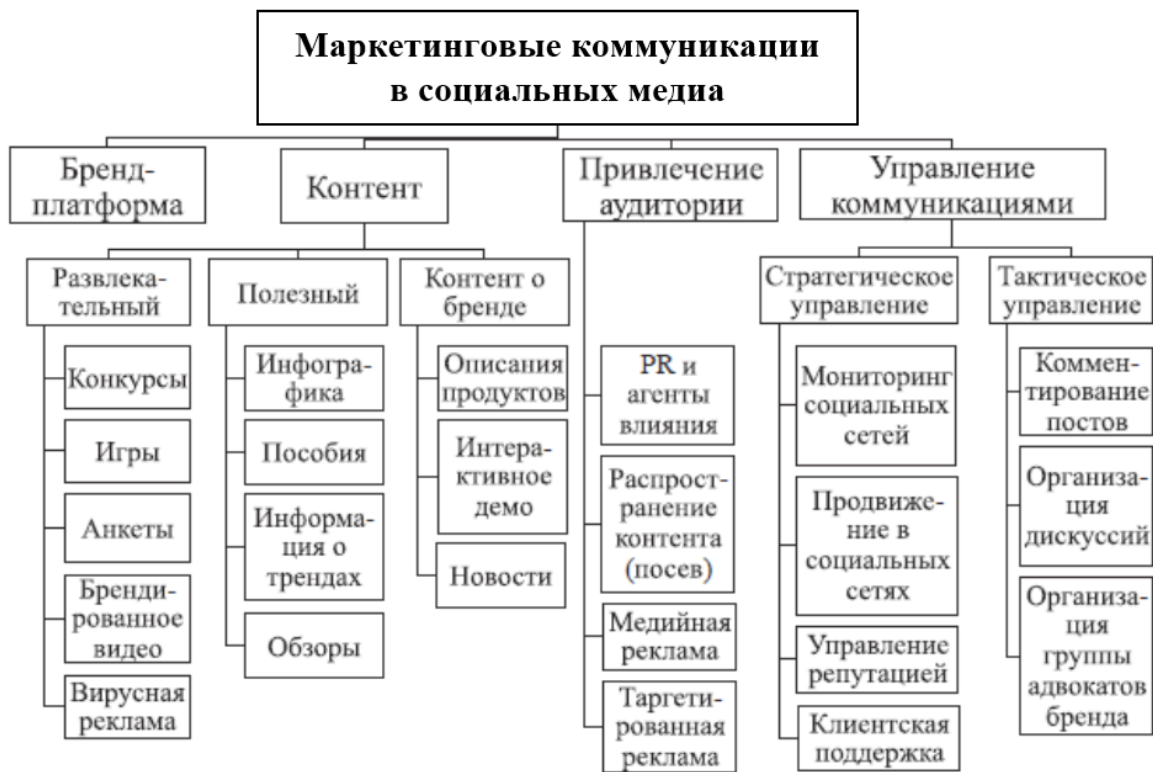 Маркетинговые коммуникации
в социальных медиа
Бренд-
платформа
Контент
Привлечение
аудитории
Управление
коммуникациями
Развлека-
тельный
Полезный
Контент о
бренде
Стратегическое
управление
Тактическое
управление
Конкурсы
Игры
Анкеты
Брендиро-
ванное
видео
Вирусная
реклама
Инфогра-
фика
Пособия
Информа-
ция о
трендах
Обзоры
Описания
продуктов
Интера-
ктивное
демо
Новости
PR и
агенты
влияния
Распрост-
ранение
контента
(посев)
Медийная
реклама
Таргети-
рованная
реклама
Мониторинг
социальных
сетей
Продвиже-
ние в
социальных
сетях
Управление
репутацией
Клиентская
поддержка
Коммен-
тирование
постов
Организа-
ция
дискуссий
Организа-
ция
группы
адвокатов
бренда